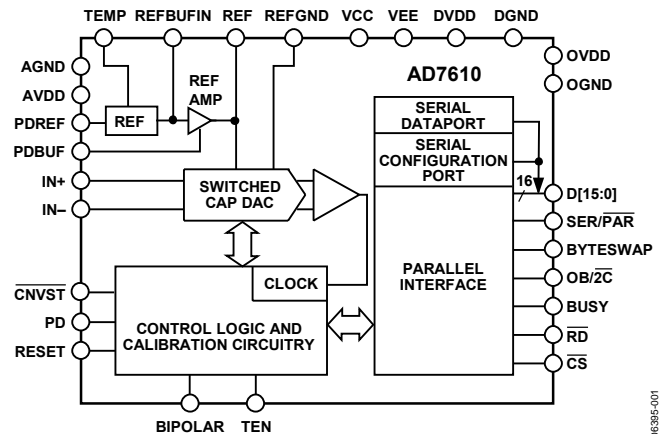 TEMP REFBUFIN REF REFGND VCC VEE DVDD DGND
AGND
AVDD
PDREF
PDBUF
IN+
IN–
CNVST
PD
RESET
REF
REF
AMP
SWITCHED
CAP DAC
CLOCK
CONTROL LOGIC AND
CALIBRATION CIRCUITRY
AD7610
SERIAL
DATAPORT
SERIAL
CONFIGURATION
PORT
16
PARALLEL
INTERFACE
OVDD
OGND
D[15:0]
SER/PAR
BYTESWAP
OB/2C
BUSY
RD
CS
BIPOLAR TEN
06395-001